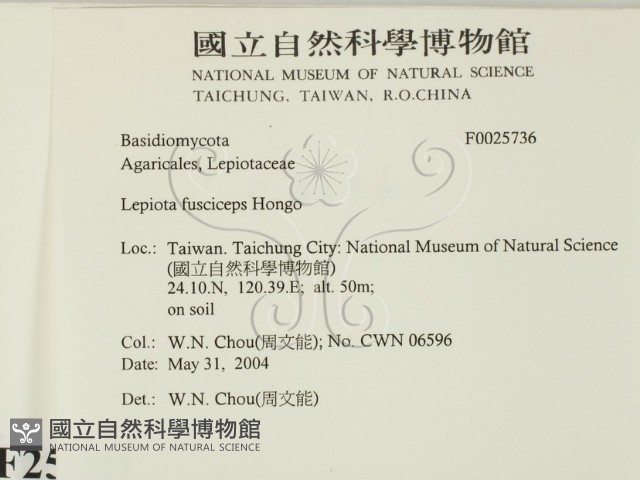 國立自然科學博物館
NATIONAL MUSEUM OF NATURAL SCIENCE
TAICHUNG, TAIWAN, R.O.CHINA
Basidiomycota F0025736
Agaricales, Lepiotaceae
Lepiota fusciceps Hongo
Loc.: Taiwan. Taichung City: National Museum of Natural Science
(國立自然科學博物館)
24.10.N, 120.39.E; alt. 50m;
on soil
Col.: W.N. Chou(周文能); No. CWN 06596
Date: May 31, 2004
Det.: W.N. Chou(周文能)
國立自然科學博物館
NATIONAL MUSEUM OF NATURAL SCIENCE